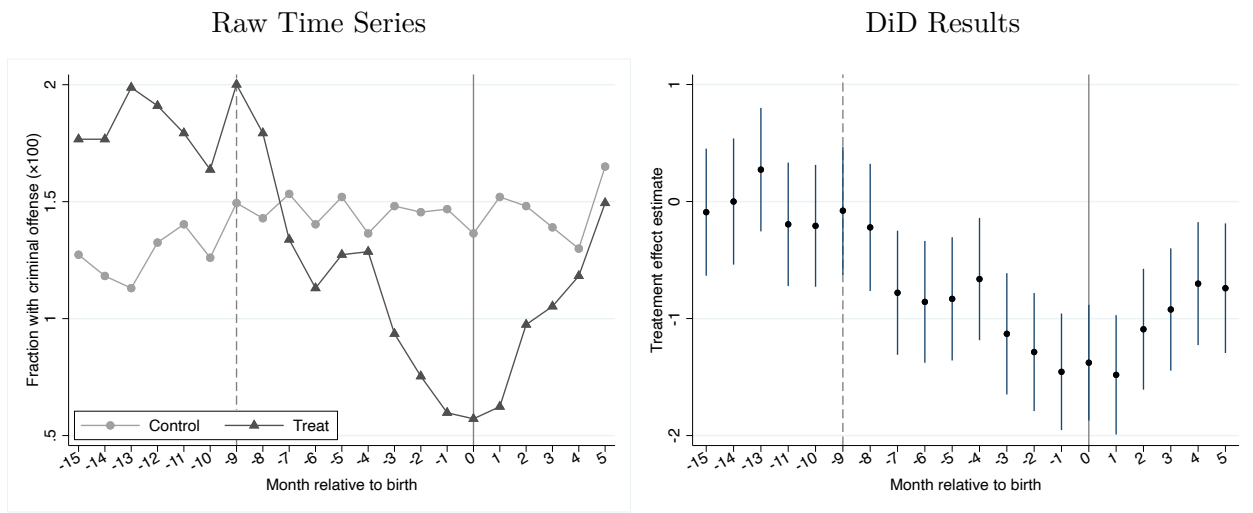 Raw Time Series
Fraction with criminal offense (×100)
2
1.5
1
.5
Control
Treat
-15 -14 -13 -12 -11 -10 -9 -8 -7 -6 -5 -4 -3 -2 -1 0 1 2 3 4 5
Month relative to birth
DiD Results
Treatement effect estimate
1
0
-1
-2
-15 -14 -13 -11 -10 -9 -8 -7 -6 -5 -4 -3 -2 -1 0 1 2 3 4 5
Month relative to birth